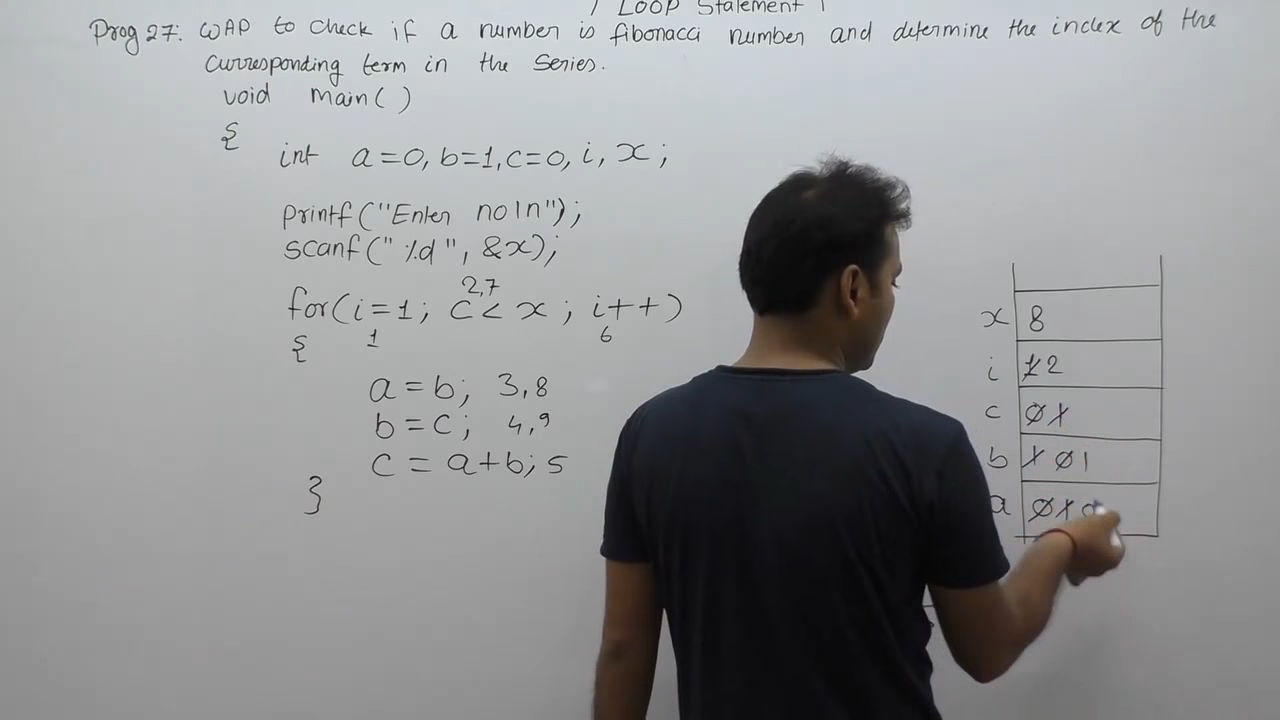 LOOP Statement
Prog 27: WAP to check if a number is fibonacci number and determine the index of the
curresponding term in the series.
void main( )
{
int a=0, b=1, c=0, i, x;
printf("Enter no\n");
scanf("%d", &x);
2,7
for(i=1; c< x ; i++)
1 6
{
a=b; 3,8
b=c; 4,9
c=a+b; 5
}
x 8
i 1 2
c 0 1
b 1 0 1
a 0 1 0